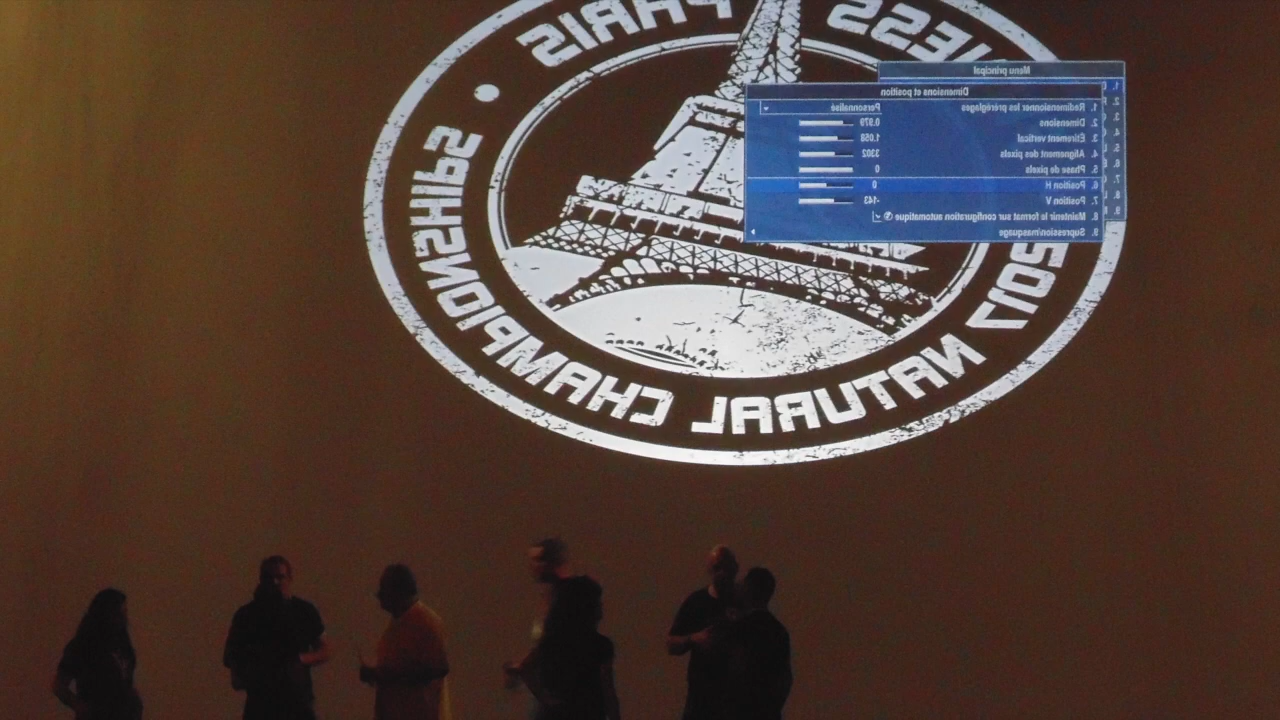 NESS PARIS
2017 NATURAL CHAMPIONSHIPS
Menu principal
Dimensions et position
1. Redimensionner les préréglages Personnalisé
2. Dimensions 0.979
3. Étirement vertical 1.058
4. Alignement des pixels 3302
5. Phase de pixels 0
6. Position H 0
7. Position V -143
8. Maintenir le format sur configuration automatique
9. Supression/masquage